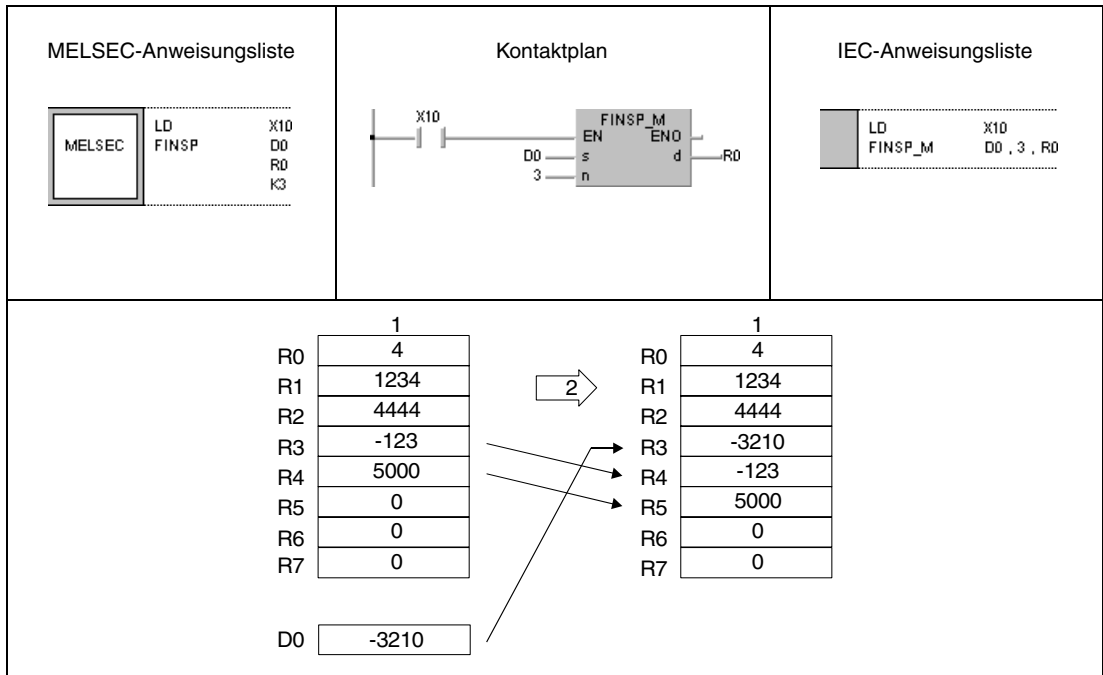 MELSEC-Anweisungsliste
MELSEC
LD X10
FINSP D0
R0
K3
Kontaktplan
X10
FINSP_M
EN ENO
D0 s d R0
3 n
IEC-Anweisungsliste
LD X10
FINSP_M D0 , 3 , R0
1 1
R0 4 R0 4
R1 1234 2 R1 1234
R2 4444 R2 4444
R3 -123 R3 -3210
R4 5000 R4 -123
R5 0 R5 5000
R6 0 R6 0
R7 0 R7 0
D0 -3210